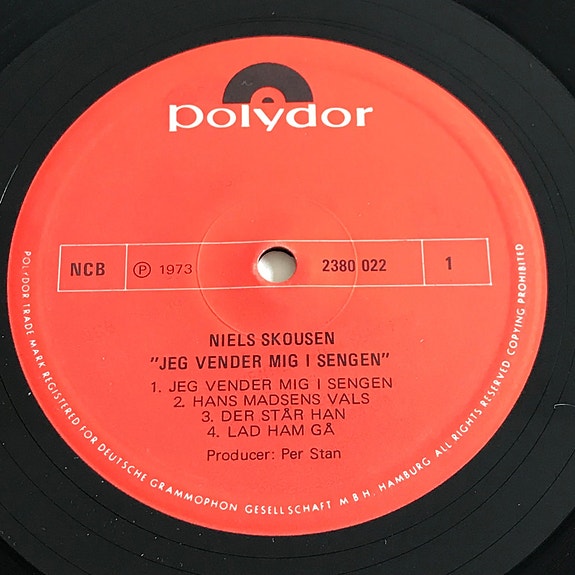 polydor
NCB ℗ 1973 2380 022 1
NIELS SKOUSEN
"JEG VENDER MIG I SENGEN"
1. JEG VENDER MIG I SENGEN
2. HANS MADSENS VALS
3. DER STÅR HAN
4. LAD HAM GÅ
Producer: Per Stan
POLYDOR TRADE MARK REGISTERED FOR DEUTSCHE GRAMMOPHON GESELLSCHAFT M B H. HAMBURG ALL RIGHTS RESERVED COPYING PROHIBITED